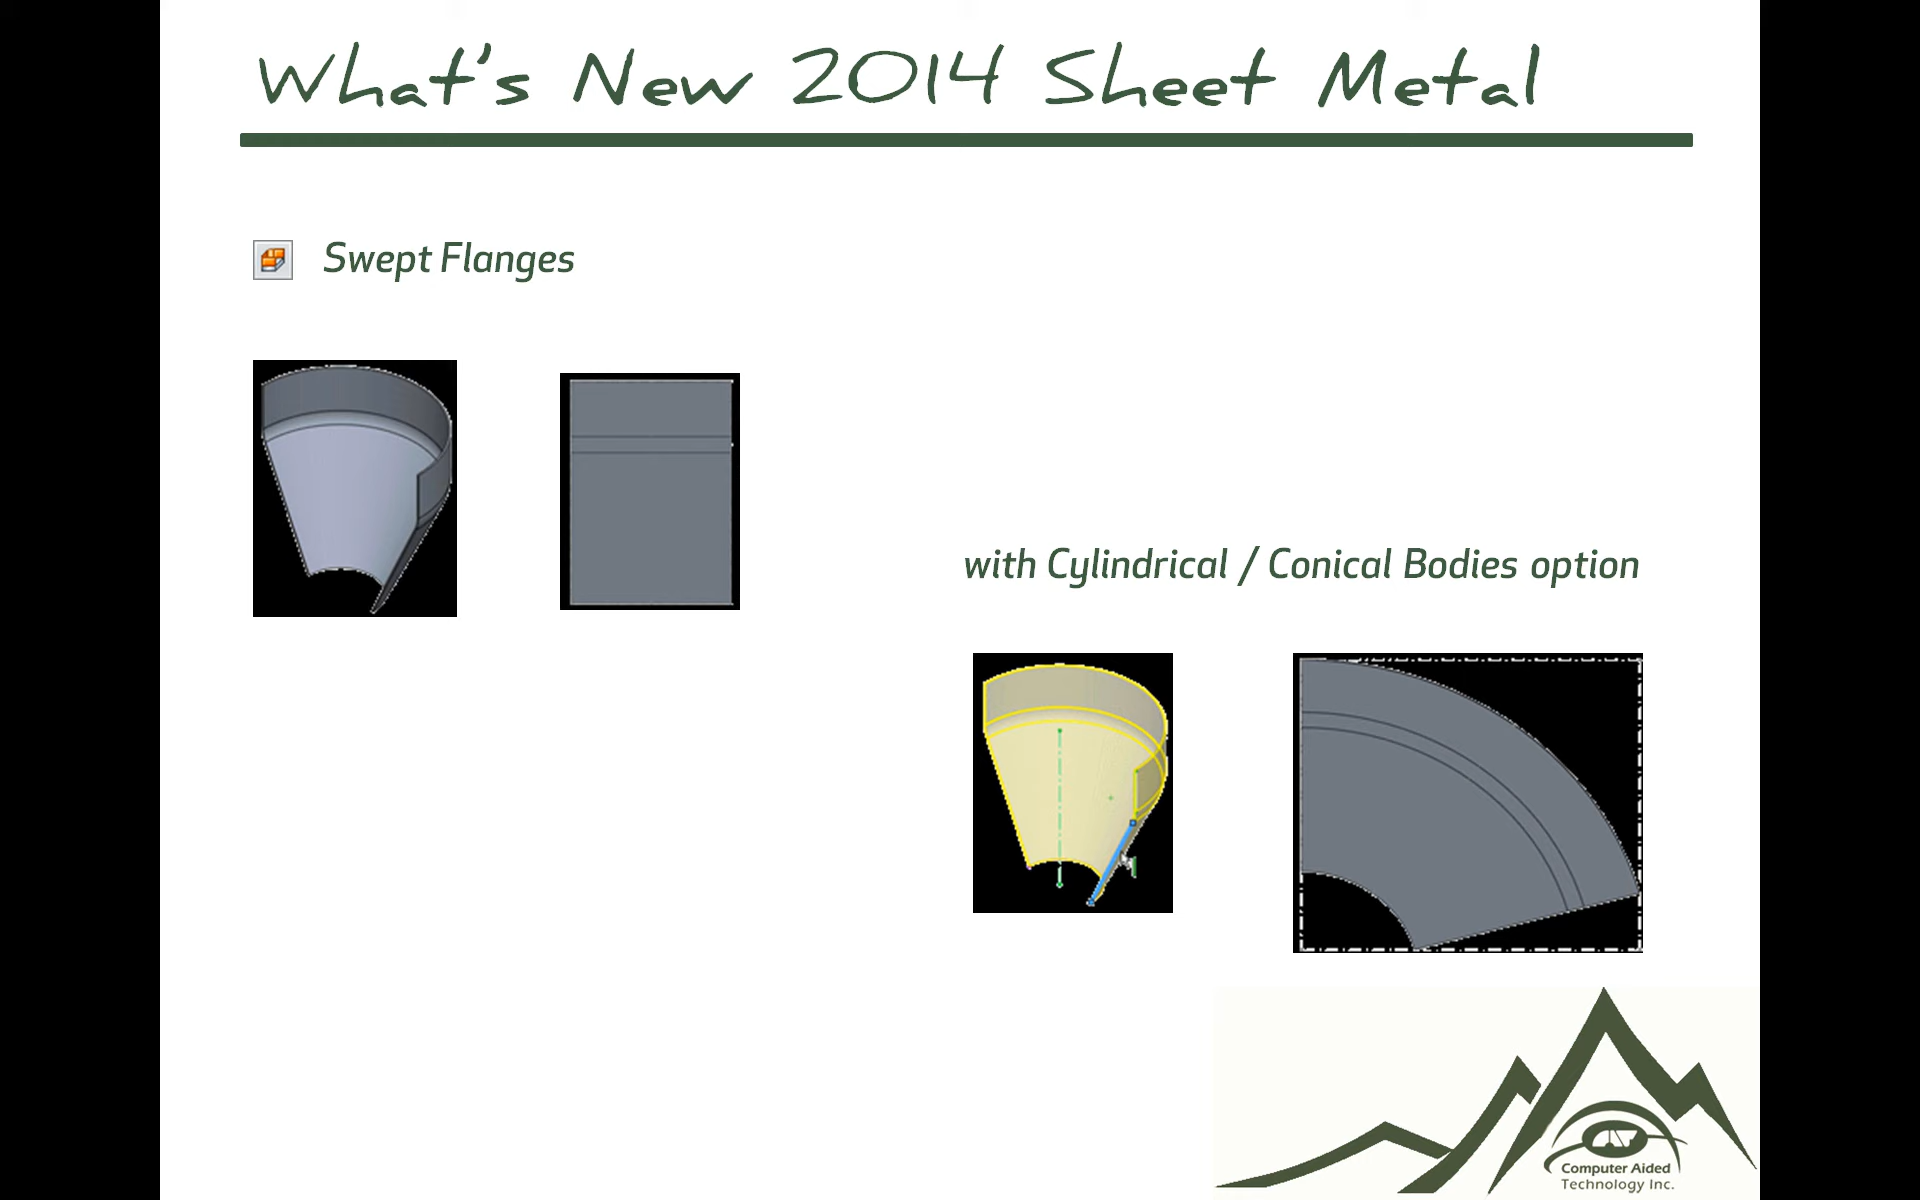 What's New 2014 Sheet Metal
Swept Flanges
with Cylindrical / Conical Bodies option
Computer Aided
Technology Inc.